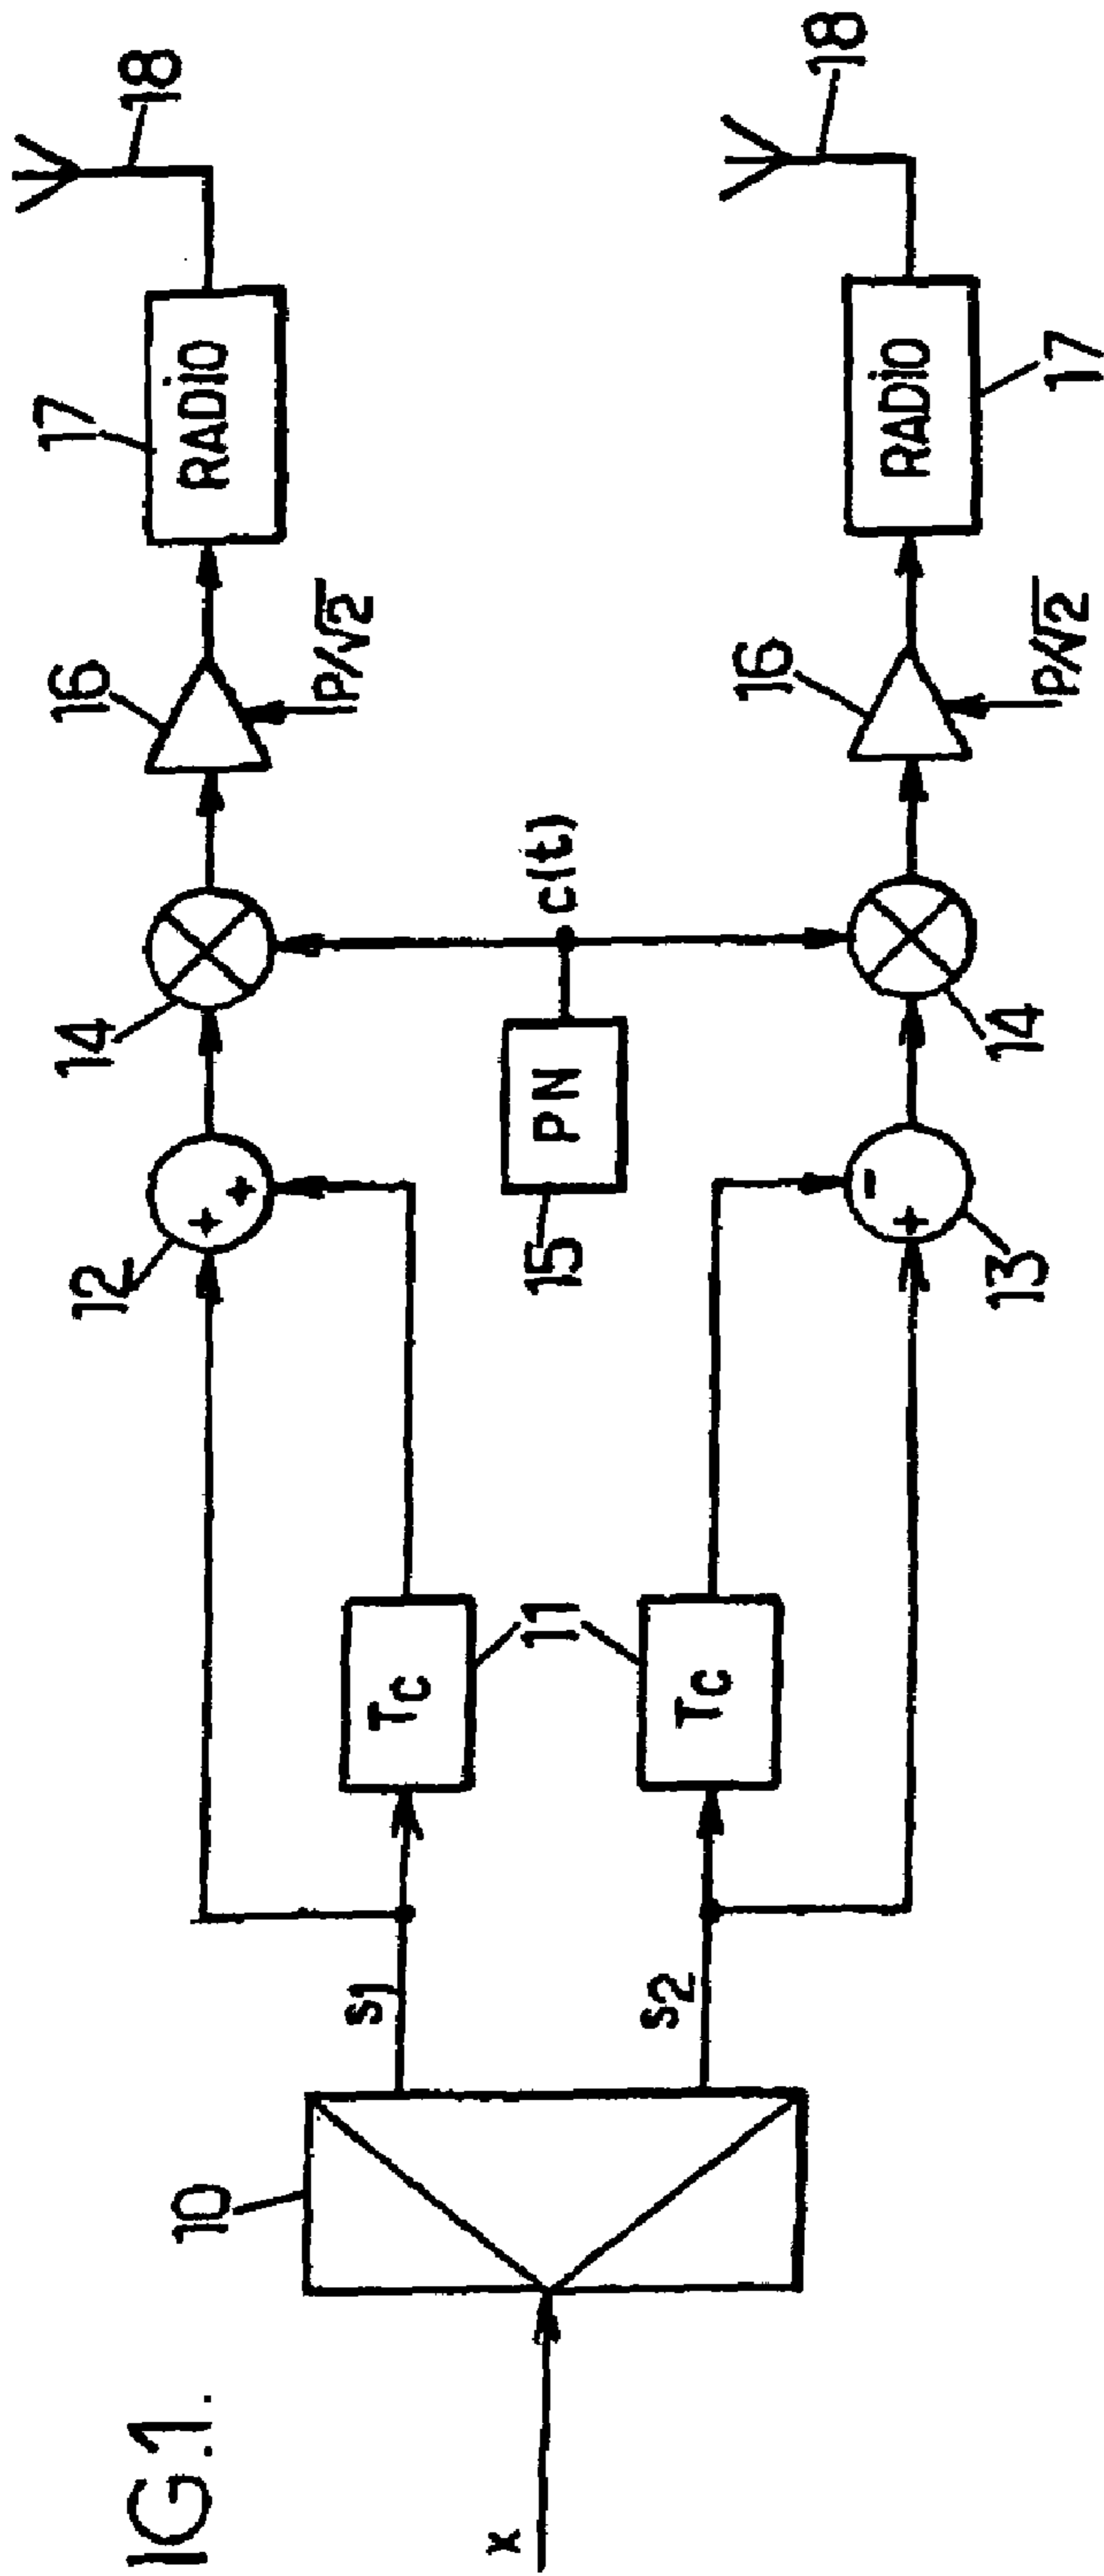 18
18
17
RADiO
RADiO
17
16
P/√2
16
P/√2
c(t)
14
PN
14
12
+
+
15
-
+
13
Tc
11
Tc
s1
s2
10
IG.1.
x